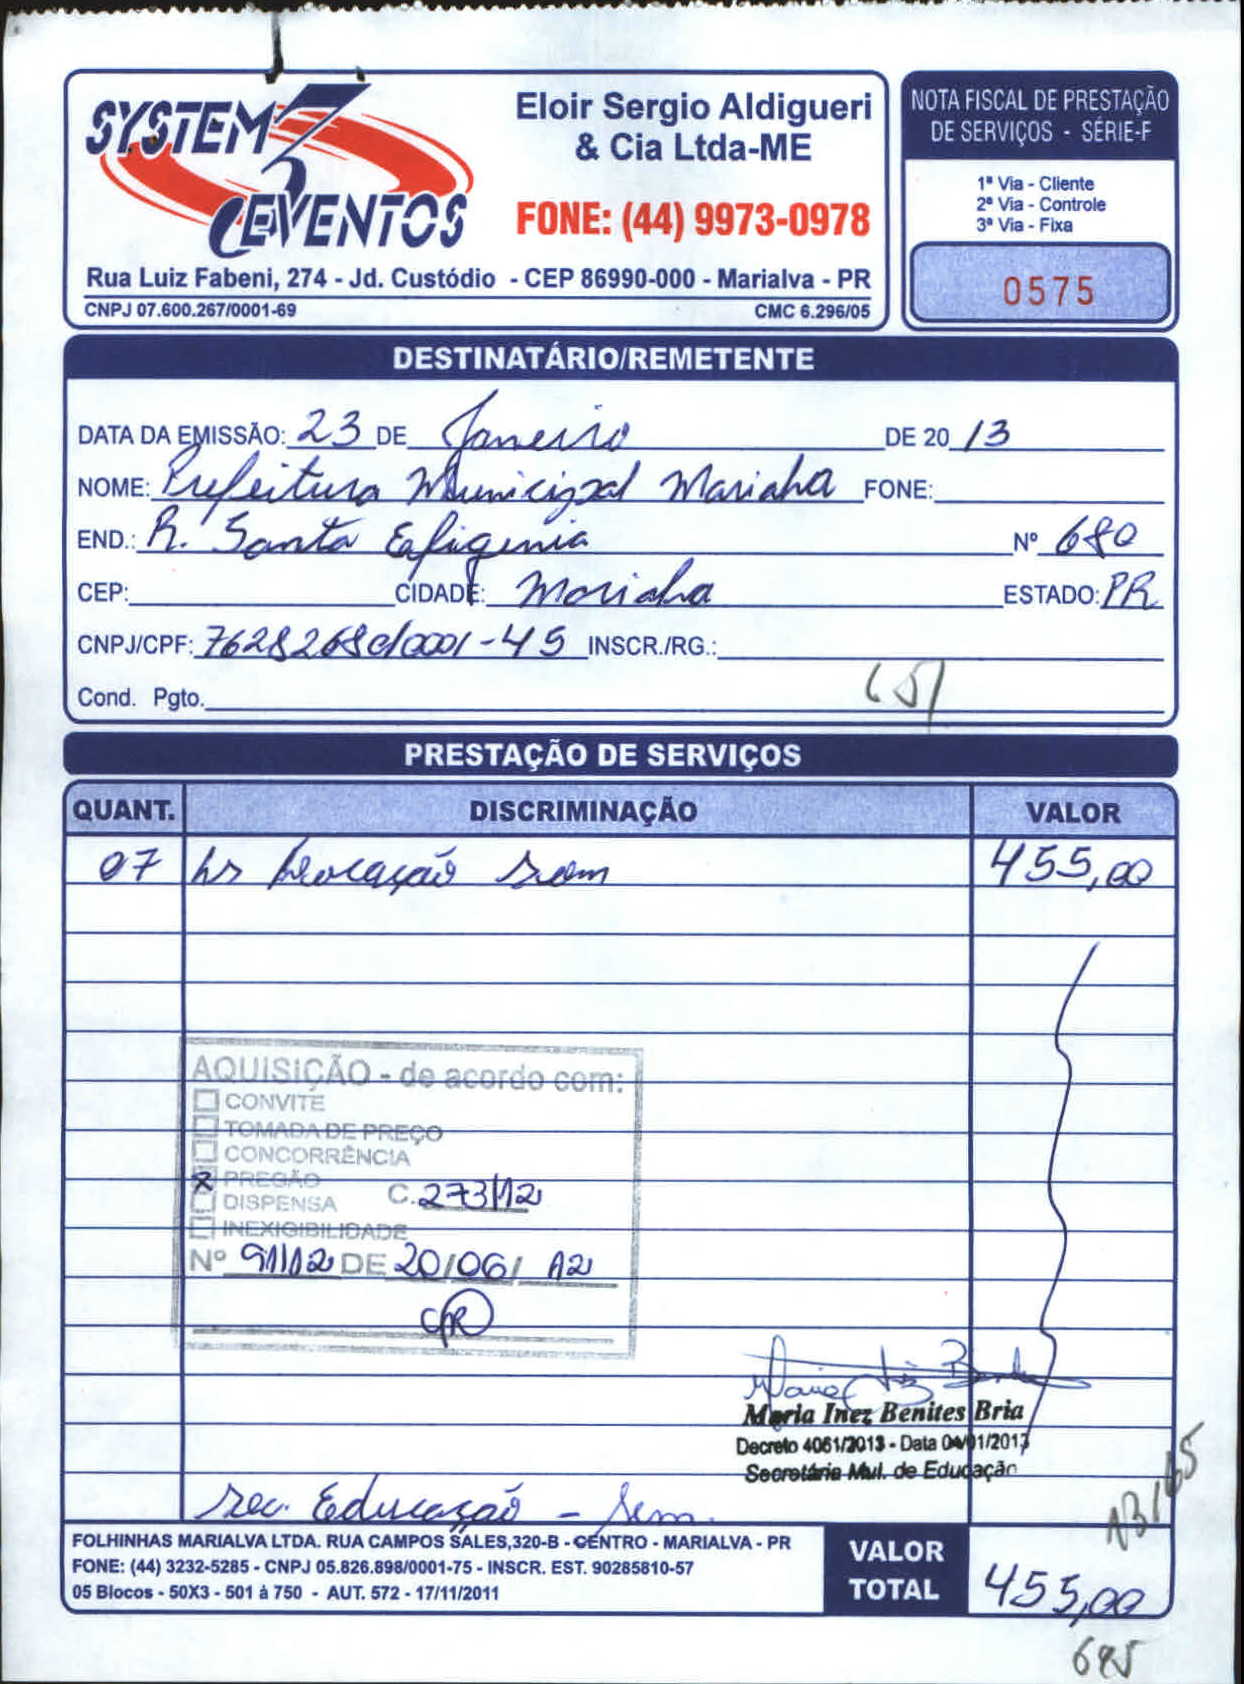 SYSTEM 3 EVENTOS
Eloir Sergio Aldigueri
& Cia Ltda-ME
FONE: (44) 9973-0978
Rua Luiz Fabeni, 274 - Jd. Custódio - CEP 86990-000 - Marialva - PR
CNPJ 07.600.267/0001-69 CMC 6.296/05
NOTA FISCAL DE PRESTAÇÃO
DE SERVIÇOS - SÉRIE-F
1ª Via - Cliente
2ª Via - Controle
3ª Via - Fixa
0575
DESTINATÁRIO/REMETENTE
DATA DA EMISSÃO: 23 DE Janeiro DE 20 13
NOME: Prefeitura Municipal Marialva FONE:
END.: R. Santa Efigenia Nº 680
CEP: CIDADE: Marialva ESTADO: PR
CNPJ/CPF: 76282680/0001-45 INSCR./RG.:
Cond. Pgto.
651
PRESTAÇÃO DE SERVIÇOS
QUANT. DISCRIMINAÇÃO VALOR
07 hs Locação Som 455,00
AQUISIÇÃO - de acordo com:
CONVITE
TOMADA DE PREÇO
CONCORRÊNCIA
X PREGÃO
DISPENSA C. 273/12
INEXIGIBILIDADE
Nº 91/12 DE 20/06/ 12
Maria Inez Benites Bria
Decreto 4061/2013 - Data 04/01/2013
Secretária Mul. de Educação
Sec. Educação - Sem.
FOLHINHAS MARIALVA LTDA. RUA CAMPOS SALES,320-B - CENTRO - MARIALVA - PR
FONE: (44) 3232-5285 - CNPJ 05.826.898/0001-75 - INSCR. EST. 90285810-57
05 Blocos - 50X3 - 501 à 750 - AUT. 572 - 17/11/2011
VALOR
TOTAL
455,00